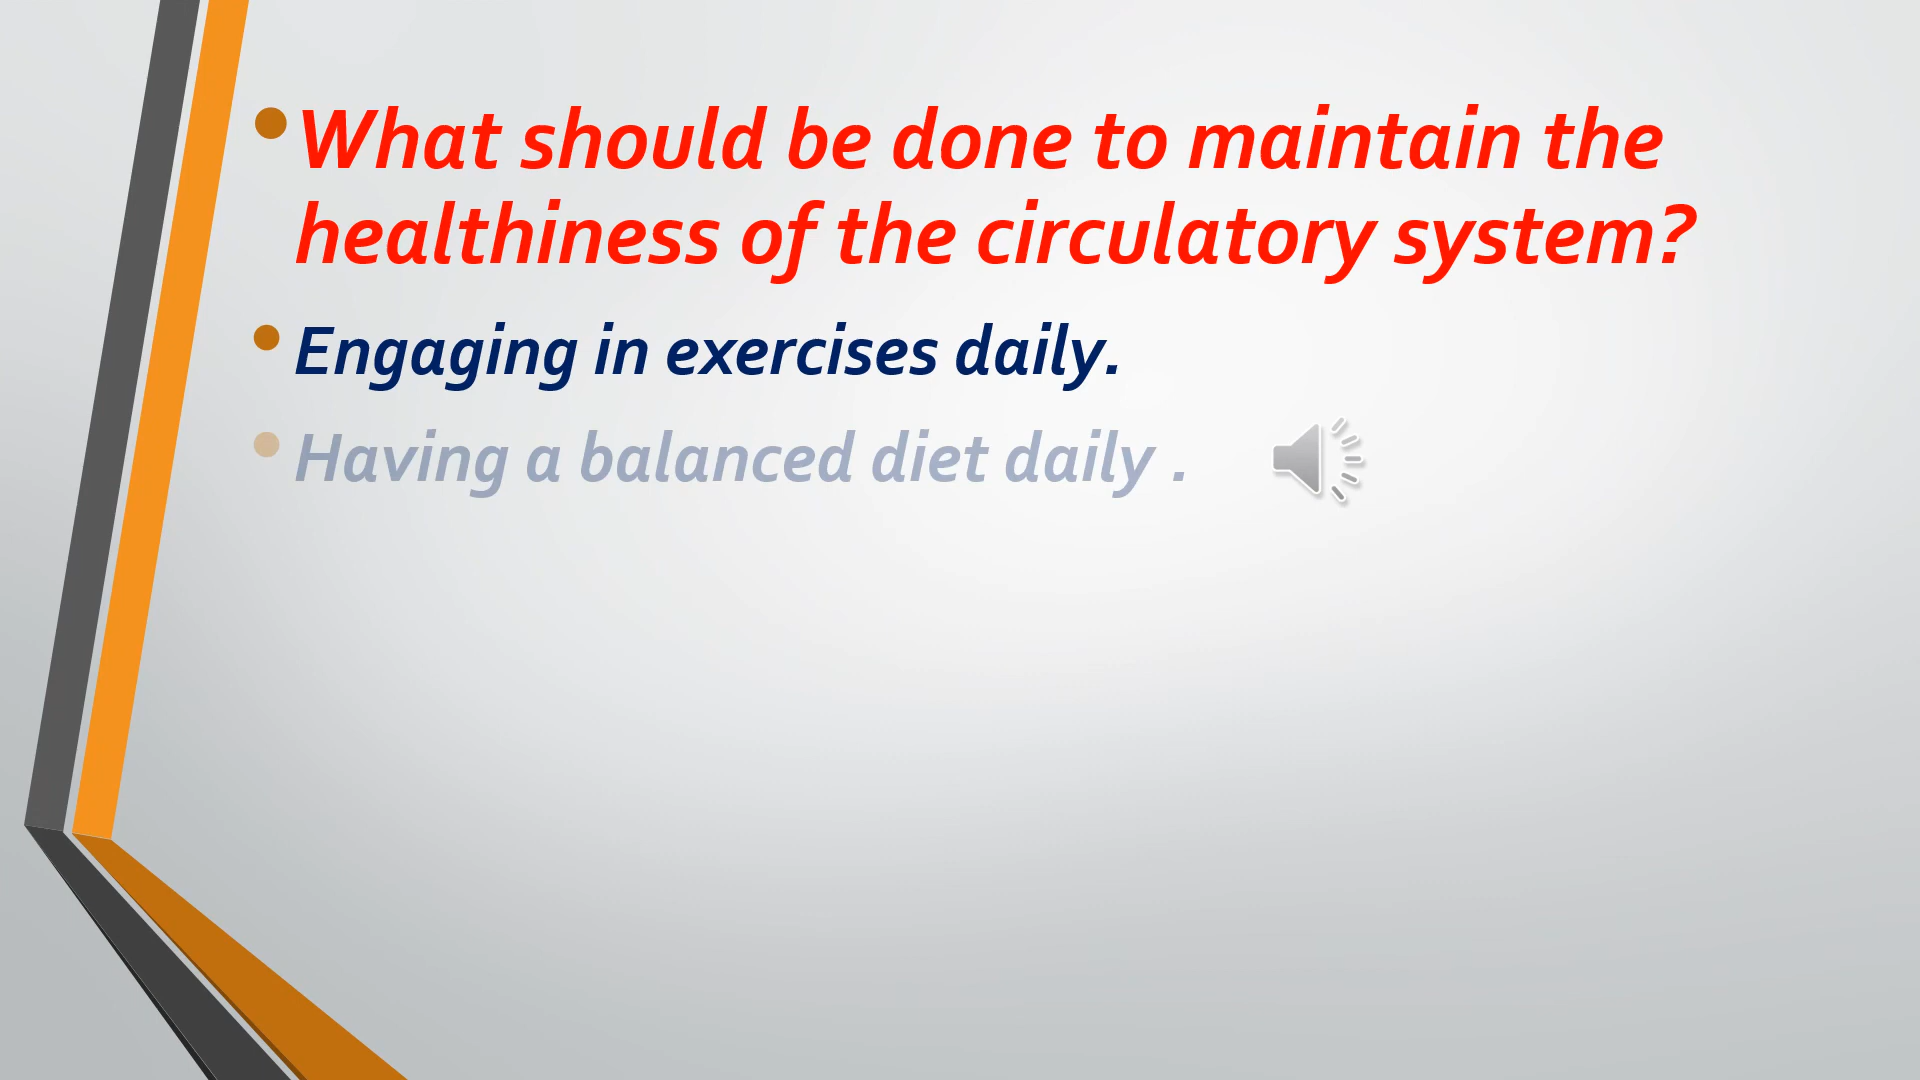 • What should be done to maintain the
healthiness of the circulatory system?
• Engaging in exercises daily.
• Having a balanced diet daily .